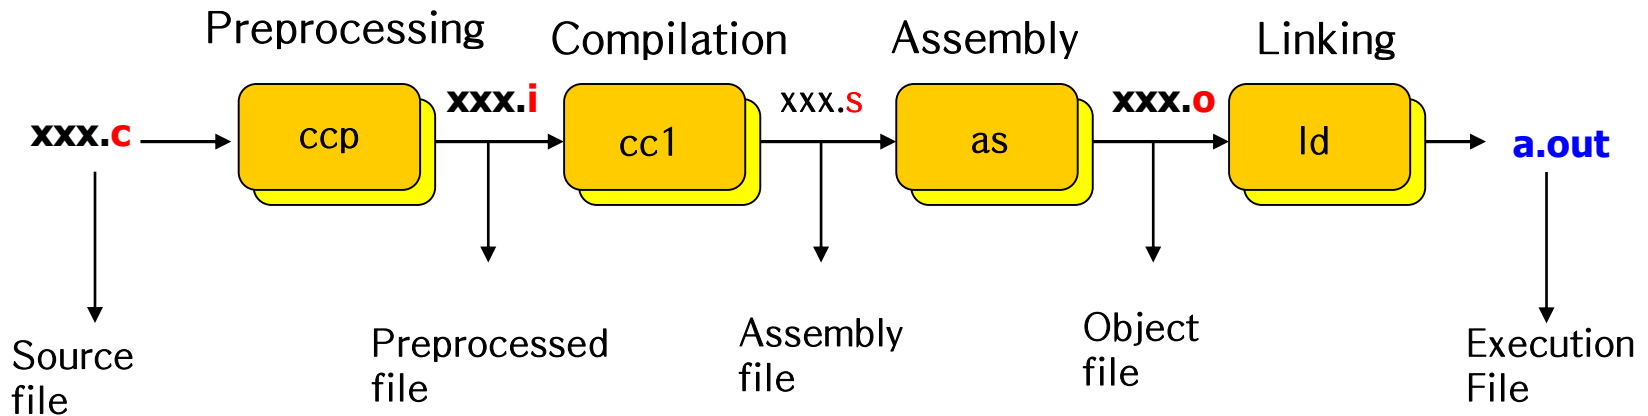 Preprocessing
Compilation
Assembly
Linking
xxx.c
ccp
xxx.i
cc1
xxx.s
as
xxx.o
ld
a.out
Source
file
Preprocessed
file
Assembly
file
Object
file
Execution
File